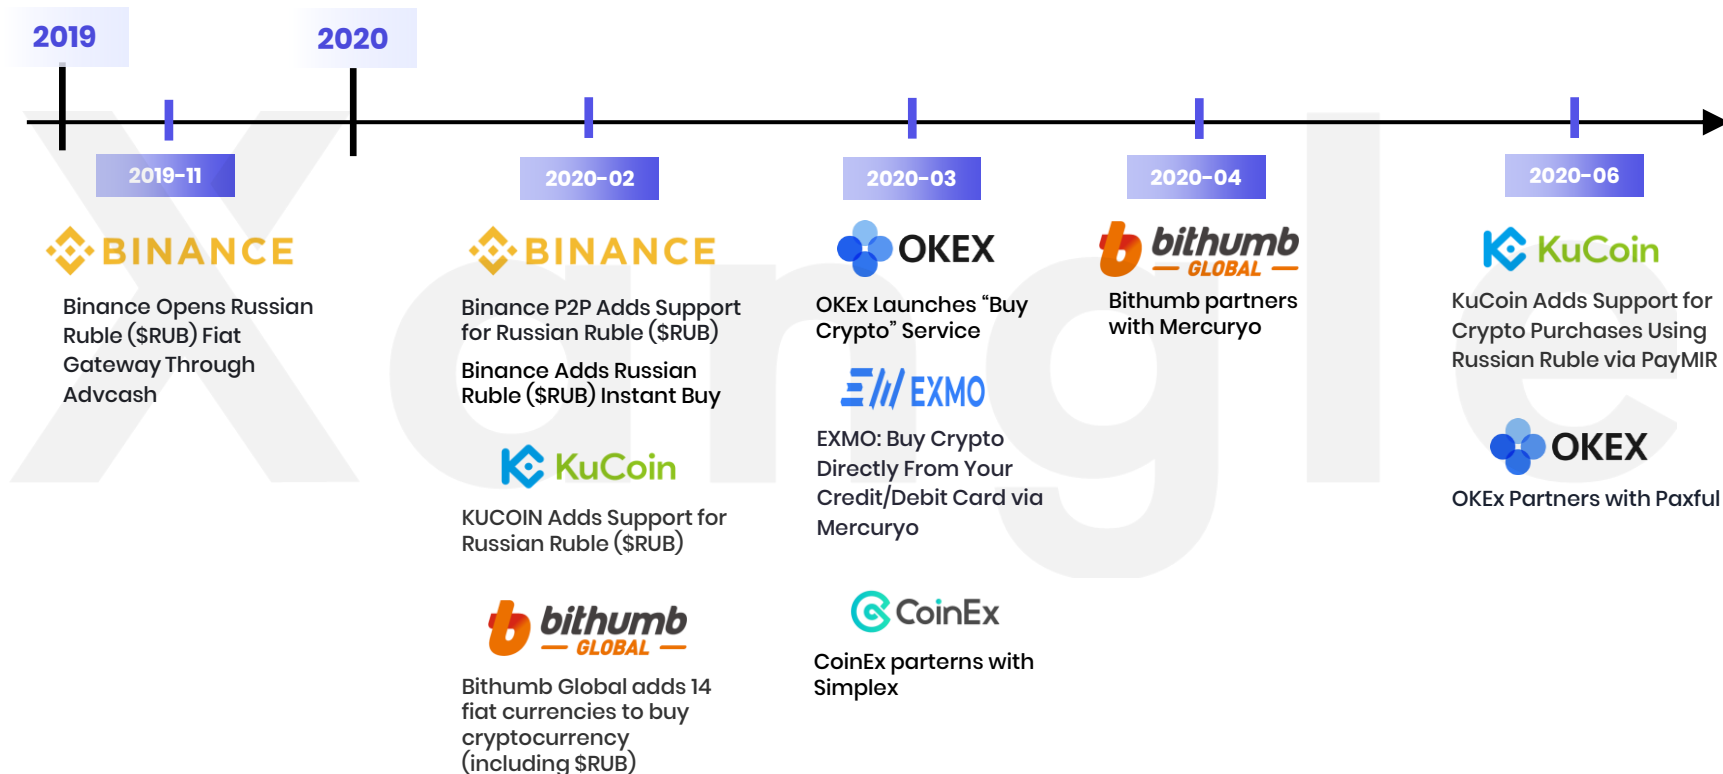 2019
2020
2019-11
2020-02
2020-03
2020-04
2020-06
BINANCE
Binance Opens Russian
Ruble ($RUB) Fiat
Gateway Through
Advcash
BINANCE
Binance P2P Adds Support
for Russian Ruble ($RUB)
Binance Adds Russian
Ruble ($RUB) Instant Buy
KuCoin
KUCOIN Adds Support for
Russian Ruble ($RUB)
bithumb
GLOBAL
Bithumb Global adds 14
fiat currencies to buy
cryptocurrency
(including $RUB)
OKEX
OKEx Launches “Buy
Crypto” Service
EXMO
EXMO: Buy Crypto
Directly From Your
Credit/Debit Card via
Mercuryo
CoinEx
CoinEx parterns with
Simplex
bithumb
GLOBAL
Bithumb partners
with Mercuryo
KuCoin
KuCoin Adds Support for
Crypto Purchases Using
Russian Ruble via PayMIR
OKEX
OKEx Partners with Paxful
Xangle